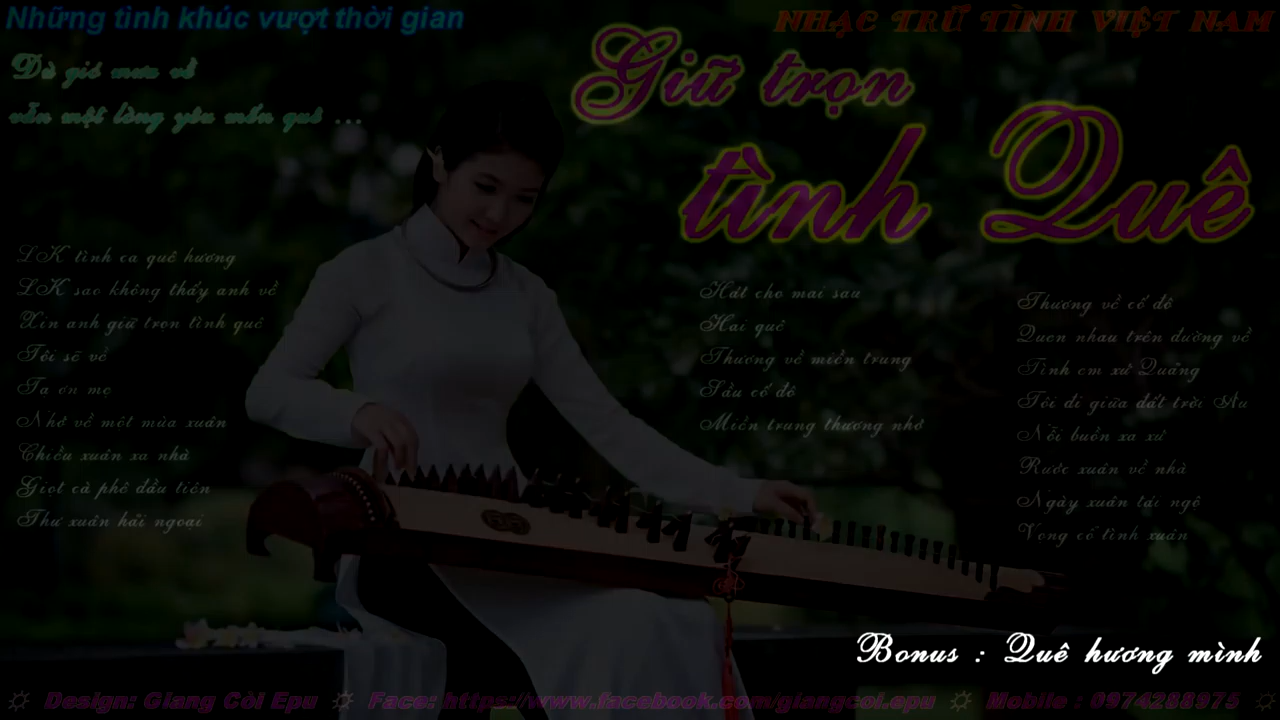 Những tình khúc vượt thời gian
NHẠC TRỮ TÌNH VIỆT NAM
Dù gió mưa về
vẫn một lòng yêu mến quê ...
Giữ trọn
tình Quê
LK tình ca quê hương
LK sao không thấy anh về
Xin anh giữ trọn tình quê
Tôi sẽ về
Tạ ơn mẹ
Nhớ về một mùa xuân
Chiều xuân xa nhà
Giọt cà phê đầu tiên
Thư xuân hải ngoại
Hát cho mai sau
Hai quê
Thương về miền trung
Sầu cố đô
Miền trung thương nhớ
Thương về cố đô
Quen nhau trên đường về
Tình em xứ Quảng
Tôi đi giữa đất trời Âu
Nỗi buồn xa xứ
Rước xuân về nhà
Ngày xuân tái ngộ
Vọng cổ tình xuân
Bonus : Quê hương mình
☼ Design: Giang Còi Epu ☼ Face: https://www.facebook.com/giangcoi.epu ☼ Mobile : 0974288975 ☼